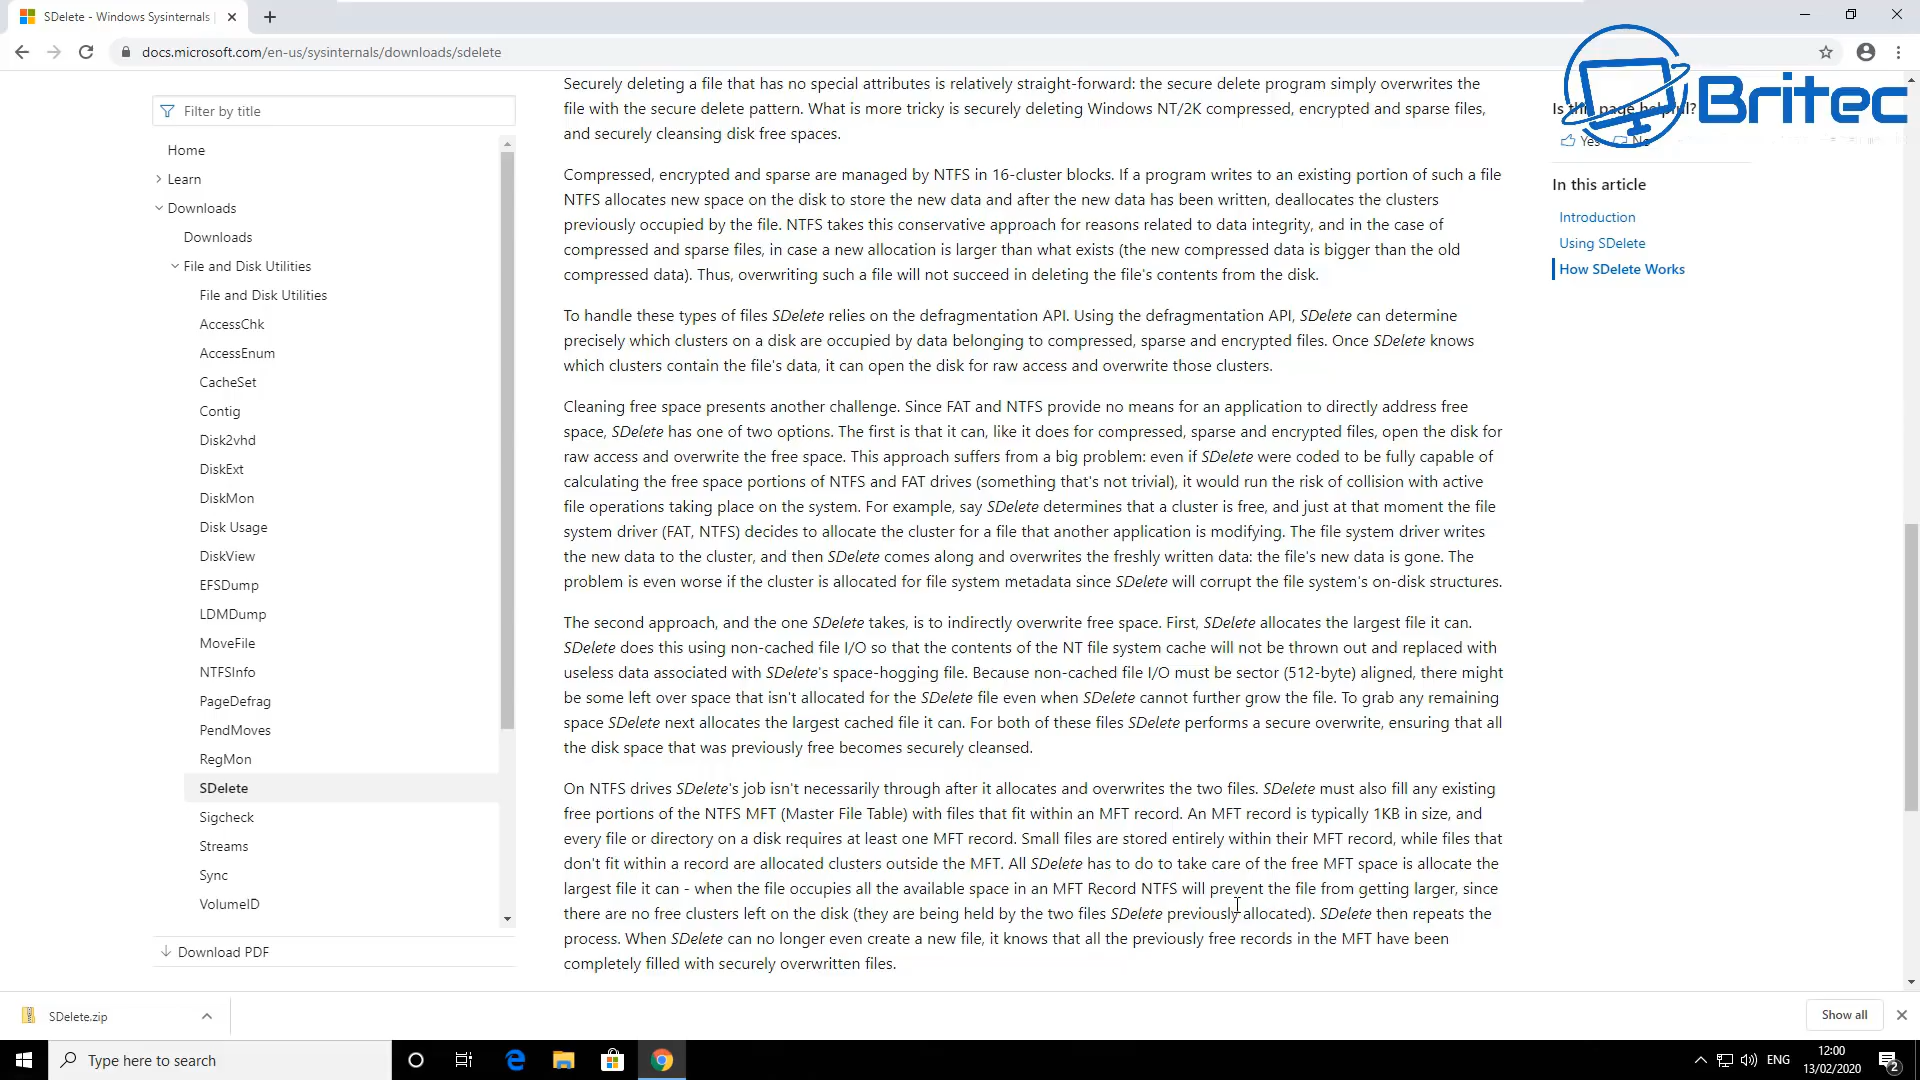 SDelete - Windows Sysinternals
docs.microsoft.com/en-us/sysinternals/downloads/sdelete
Britec
Filter by title
Home
Learn
Downloads
Downloads
File and Disk Utilities
File and Disk Utilities
AccessChk
AccessEnum
CacheSet
Contig
Disk2vhd
DiskExt
DiskMon
Disk Usage
DiskView
EFSDump
LDMDump
MoveFile
NTFSInfo
PageDefrag
PendMoves
RegMon
SDelete
Sigcheck
Streams
Sync
VolumeID
Download PDF
Securely deleting a file that has no special attributes is relatively straight-forward: the secure delete program simply overwrites the
file with the secure delete pattern. What is more tricky is securely deleting Windows NT/2K compressed, encrypted and sparse files,
and securely cleansing disk free spaces.
Compressed, encrypted and sparse are managed by NTFS in 16-cluster blocks. If a program writes to an existing portion of such a file
NTFS allocates new space on the disk to store the new data and after the new data has been written, deallocates the clusters
previously occupied by the file. NTFS takes this conservative approach for reasons related to data integrity, and in the case of
compressed and sparse files, in case a new allocation is larger than what exists (the new compressed data is bigger than the old
compressed data). Thus, overwriting such a file will not succeed in deleting the file's contents from the disk.
To handle these types of files SDelete relies on the defragmentation API. Using the defragmentation API, SDelete can determine
precisely which clusters on a disk are occupied by data belonging to compressed, sparse and encrypted files. Once SDelete knows
which clusters contain the file's data, it can open the disk for raw access and overwrite those clusters.
Cleaning free space presents another challenge. Since FAT and NTFS provide no means for an application to directly address free
space, SDelete has one of two options. The first is that it can, like it does for compressed, sparse and encrypted files, open the disk for
raw access and overwrite the free space. This approach suffers from a big problem: even if SDelete were coded to be fully capable of
calculating the free space portions of NTFS and FAT drives (something that's not trivial), it would run the risk of collision with active
file operations taking place on the system. For example, say SDelete determines that a cluster is free, and just at that moment the file
system driver (FAT, NTFS) decides to allocate the cluster for a file that another application is modifying. The file system driver writes
the new data to the cluster, and then SDelete comes along and overwrites the freshly written data: the file's new data is gone. The
problem is even worse if the cluster is allocated for file system metadata since SDelete will corrupt the file system's on-disk structures.
The second approach, and the one SDelete takes, is to indirectly overwrite free space. First, SDelete allocates the largest file it can.
SDelete does this using non-cached file I/O so that the contents of the NT file system cache will not be thrown out and replaced with
useless data associated with SDelete's space-hogging file. Because non-cached file I/O must be sector (512-byte) aligned, there might
be some left over space that isn't allocated for the SDelete file even when SDelete cannot further grow the file. To grab any remaining
space SDelete next allocates the largest cached file it can. For both of these files SDelete performs a secure overwrite, ensuring that all
the disk space that was previously free becomes securely cleansed.
On NTFS drives SDelete's job isn't necessarily through after it allocates and overwrites the two files. SDelete must also fill any existing
free portions of the NTFS MFT (Master File Table) with files that fit within an MFT record. An MFT record is typically 1KB in size, and
every file or directory on a disk requires at least one MFT record. Small files are stored entirely within their MFT record, while files that
don't fit within a record are allocated clusters outside the MFT. All SDelete has to do to take care of the free MFT space is allocate the
largest file it can - when the file occupies all the available space in an MFT Record NTFS will prevent the file from getting larger, since
there are no free clusters left on the disk (they are being held by the two files SDelete previously allocated). SDelete then repeats the
process. When SDelete can no longer even create a new file, it knows that all the previously free records in the MFT have been
completely filled with securely overwritten files.
Is this page helpful?
Yes No
In this article
Introduction
Using SDelete
How SDelete Works
SDelete.zip
Show all
Type here to search
ENG
12:00
13/02/2020
2